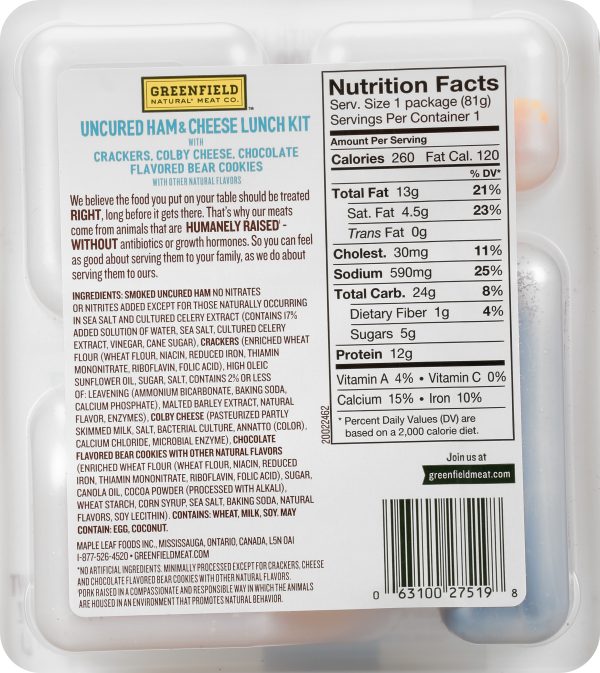 GREENFIELD
NATURAL® MEAT CO.™
UNCURED HAM & CHEESE LUNCH KIT
WITH
CRACKERS, COLBY CHEESE, CHOCOLATE
FLAVORED BEAR COOKIES
WITH OTHER NATURAL FLAVORS
We believe the food you put on your table should be treated
RIGHT, long before it gets there. That's why our meats
come from animals that are HUMANELY RAISED† -
WITHOUT antibiotics or growth hormones. So you can feel
as good about serving them to your family, as we do about
serving them to ours.
INGREDIENTS: SMOKED UNCURED HAM NO NITRATES
OR NITRITES ADDED EXCEPT FOR THOSE NATURALLY OCCURRING
IN SEA SALT AND CULTURED CELERY EXTRACT (CONTAINS 17%
ADDED SOLUTION OF WATER, SEA SALT, CULTURED CELERY
EXTRACT, VINEGAR, CANE SUGAR), CRACKERS (ENRICHED WHEAT
FLOUR (WHEAT FLOUR, NIACIN, REDUCED IRON, THIAMIN
MONONITRATE, RIBOFLAVIN, FOLIC ACID), HIGH OLEIC
SUNFLOWER OIL, SUGAR, SALT, CONTAINS 2% OR LESS
OF: LEAVENING (AMMONIUM BICARBONATE, BAKING SODA,
CALCIUM PHOSPHATE), MALTED BARLEY EXTRACT, NATURAL
FLAVOR, ENZYMES), COLBY CHEESE (PASTEURIZED PARTLY
SKIMMED MILK, SALT, BACTERIAL CULTURE, ANNATTO (COLOR),
CALCIUM CHLORIDE, MICROBIAL ENZYME), CHOCOLATE
FLAVORED BEAR COOKIES WITH OTHER NATURAL FLAVORS
(ENRICHED WHEAT FLOUR (WHEAT FLOUR, NIACIN, REDUCED
IRON, THIAMIN MONONITRATE, RIBOFLAVIN, FOLIC ACID), SUGAR,
CANOLA OIL, COCOA POWDER (PROCESSED WITH ALKALI),
WHEAT STARCH, CORN SYRUP, SEA SALT, BAKING SODA, NATURAL
FLAVORS, SOY LECITHIN). CONTAINS: WHEAT, MILK, SOY. MAY
CONTAIN: EGG, COCONUT.
MAPLE LEAF FOODS INC., MISSISSAUGA, ONTARIO, CANADA, L5N 0A1
1-877-526-4520 • GREENFIELDMEAT.COM
*NO ARTIFICIAL INGREDIENTS. MINIMALLY PROCESSED EXCEPT FOR CRACKERS, CHEESE
AND CHOCOLATE FLAVORED BEAR COOKIES WITH OTHER NATURAL FLAVORS.
PORK RAISED IN A COMPASSIONATE AND RESPONSIBLE WAY IN WHICH THE ANIMALS
ARE HOUSED IN AN ENVIRONMENT THAT PROMOTES NATURAL BEHAVIOR.
Nutrition Facts
Serv. Size 1 package (81g)
Servings Per Container 1
Amount Per Serving
Calories 260 Fat Cal. 120
% DV*
Total Fat 13g 21%
Sat. Fat 4.5g 23%
Trans Fat 0g
Cholest. 30mg 11%
Sodium 590mg 25%
Total Carb. 24g 8%
Dietary Fiber 1g 4%
Sugars 5g
Protein 12g
Vitamin A 4% • Vitamin C 0%
Calcium 15% • Iron 10%
* Percent Daily Values (DV) are
based on a 2,000 calorie diet.
20022462
Join us at
greenfieldmeat.com
0 63100 27519 8